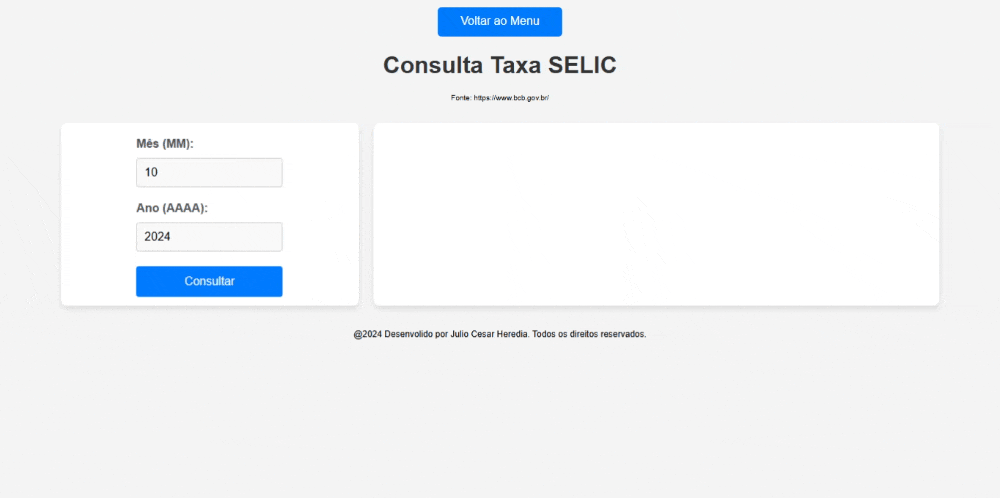 Voltar ao Menu
Consulta Taxa SELIC
Fonte: https://www.bcb.gov.br/
Mês (MM):
10
Ano (AAAA):
2024
Consultar
@2024 Desenvolido por Julio Cesar Heredia. Todos os direitos reservados.